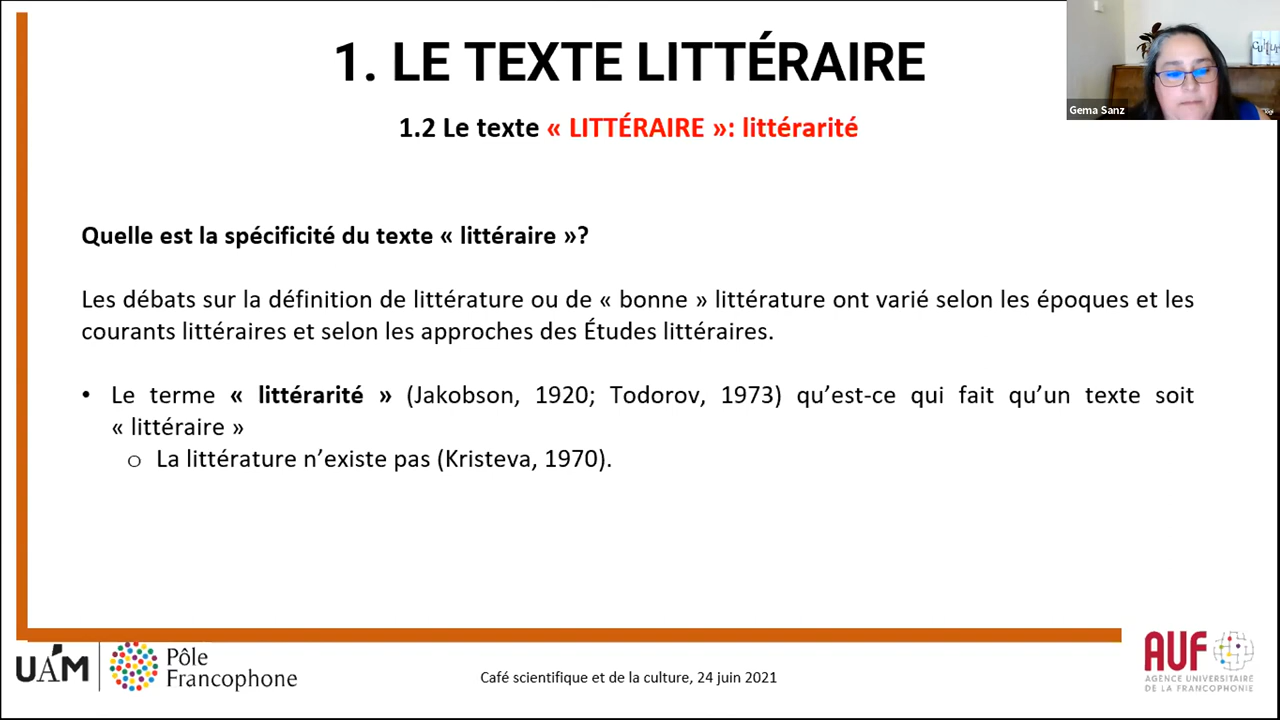 1. LE TEXTE LITTÉRAIRE
Gema Sanz
1.2 Le texte « LITTÉRAIRE »: littérarité
Quelle est la spécificité du texte « littéraire »?
Les débats sur la définition de littérature ou de « bonne » littérature ont varié selon les époques et les
courants littéraires et selon les approches des Études littéraires.
• Le terme « littérarité » (Jakobson, 1920; Todorov, 1973) qu’est-ce qui fait qu’un texte soit
« littéraire »
o La littérature n’existe pas (Kristeva, 1970).
UAM
Pôle
Francophone
Café scientifique et de la culture, 24 juin 2021
AUF
AGENCE UNIVERSITAIRE
DE LA FRANCOPHONIE